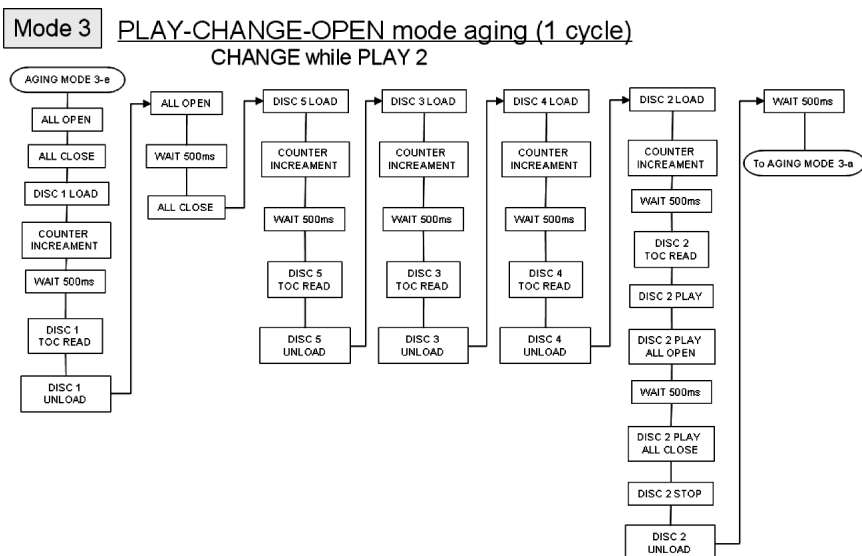 Mode 3
PLAY-CHANGE-OPEN mode aging (1 cycle)
CHANGE while PLAY 2
AGING MODE 3-e
ALL OPEN
ALL CLOSE
DISC 1 LOAD
COUNTER
INCREAMENT
WAIT 500ms
DISC 1
TOC READ
DISC 1
UNLOAD
ALL OPEN
WAIT 500ms
ALL CLOSE
DISC 5 LOAD
COUNTER
INCREAMENT
WAIT 500ms
DISC 5
TOC READ
DISC 5
UNLOAD
DISC 3 LOAD
COUNTER
INCREAMENT
WAIT 500ms
DISC 3
TOC READ
DISC 3
UNLOAD
DISC 4 LOAD
COUNTER
INCREAMENT
WAIT 500ms
DISC 4
TOC READ
DISC 4
UNLOAD
DISC 2 LOAD
COUNTER
INCREAMENT
WAIT 500ms
DISC 2
TOC READ
DISC 2 PLAY
DISC 2 PLAY
ALL OPEN
WAIT 500ms
DISC 2 PLAY
ALL CLOSE
DISC 2 STOP
DISC 2
UNLOAD
WAIT 500ms
To AGING MODE 3-a